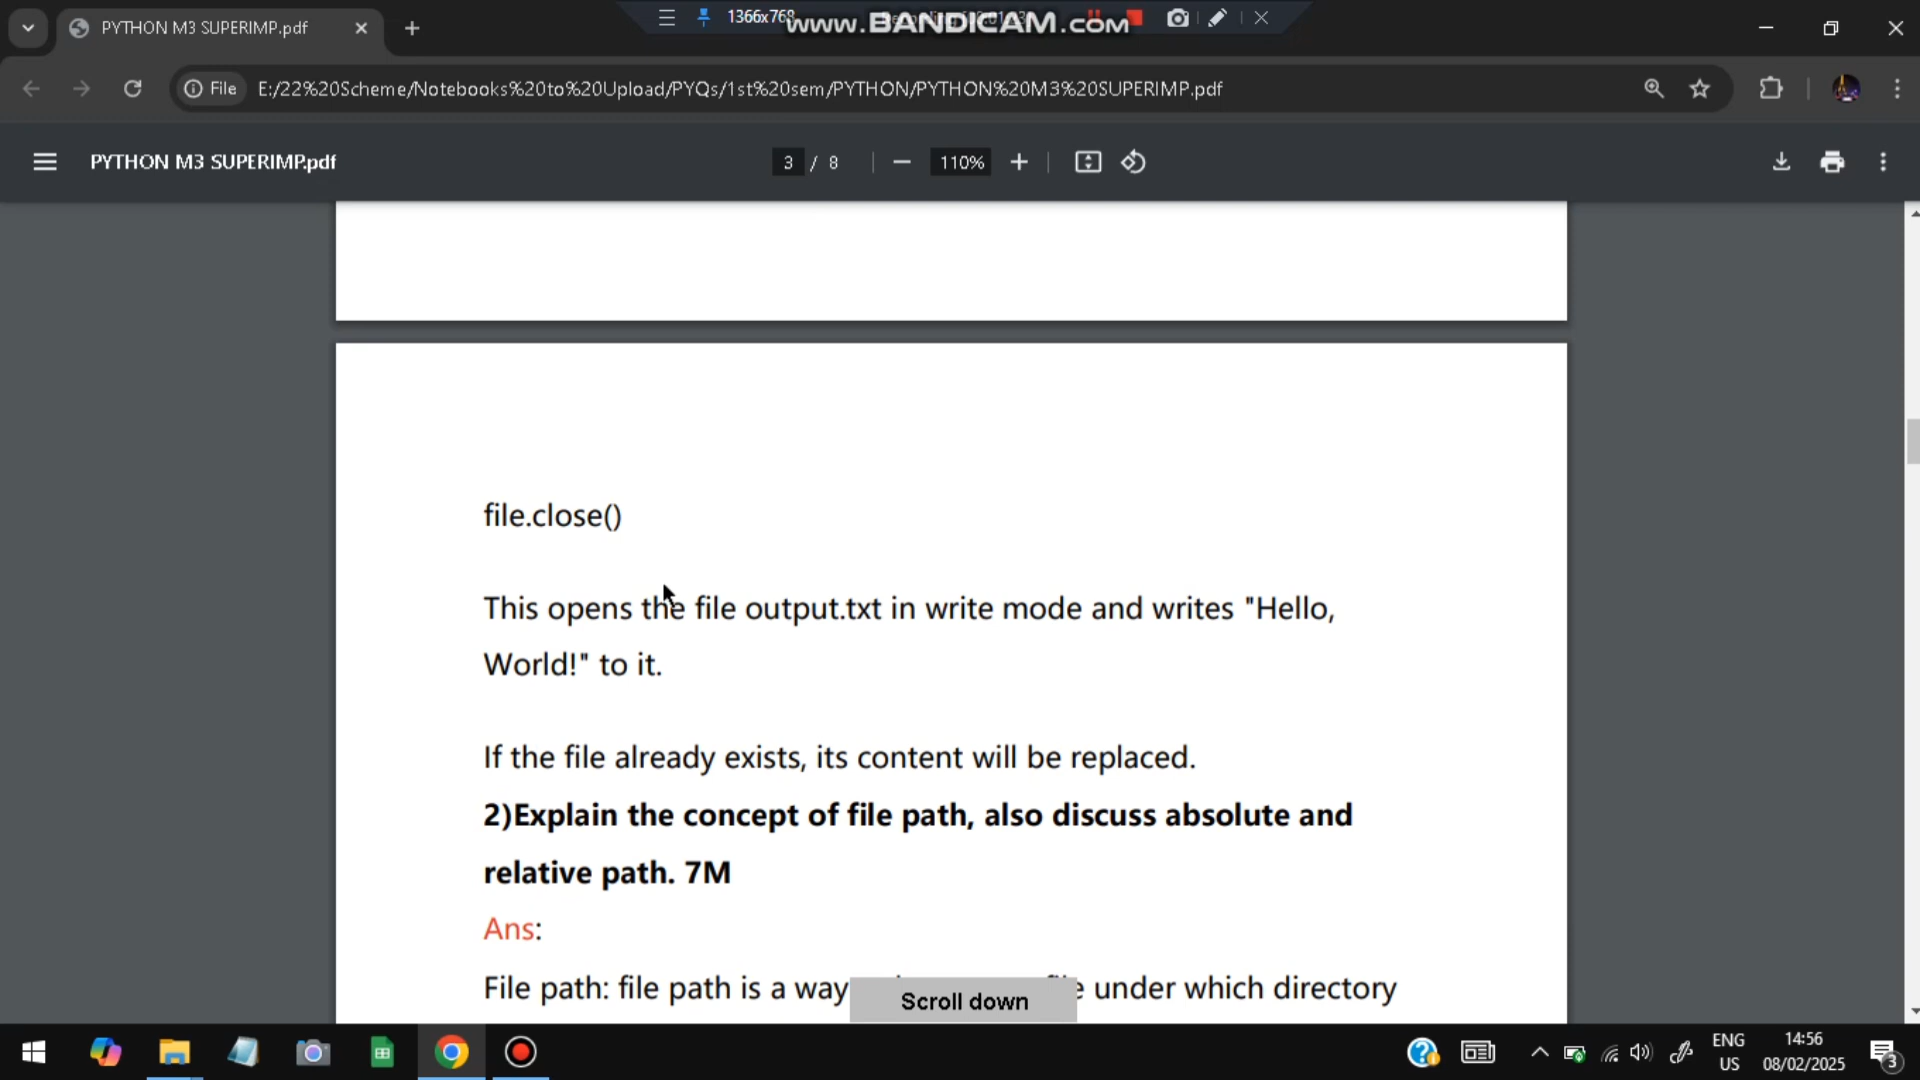 PYTHON M3 SUPERIMP.pdf
1366x768
www.BANDICAM.com
File
E:/22%20Scheme/Notebooks%20to%20Upload/PYQs/1st%20sem/PYTHON/PYTHON%20M3%20SUPERIMP.pdf
PYTHON M3 SUPERIMP.pdf
3 / 8
110%
file.close()
This opens the file output.txt in write mode and writes "Hello,
World!" to it.
If the file already exists, its content will be replaced.
2)Explain the concept of file path, also discuss absolute and
relative path. 7M
Ans:
File path: file path is a way under which directory
Scroll down
ENG
US
14:56
08/02/2025
3